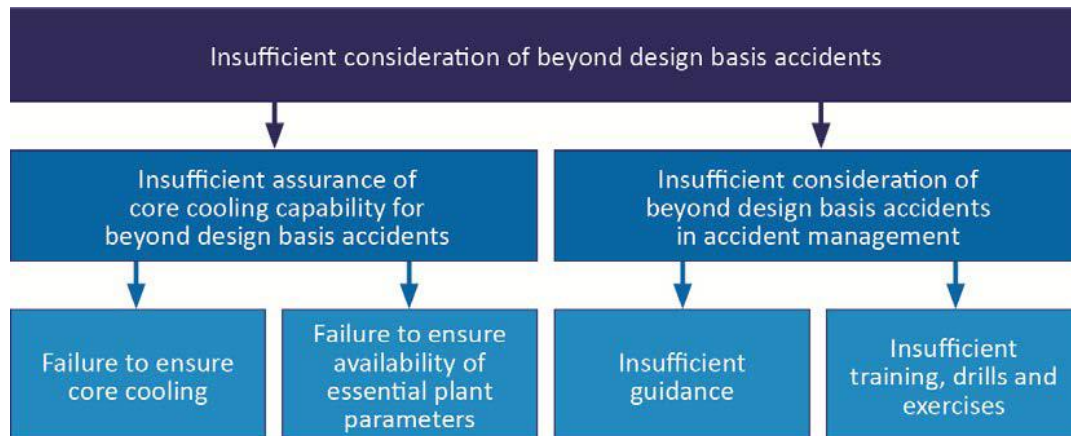 Insufficient consideration of beyond design basis accidents
Insufficient assurance of
core cooling capability for
beyond design basis accidents
Insufficient consideration of
beyond design basis accidents
in accident management
Failure to ensure
core cooling
Failure to ensure
availability of
essential plant
parameters
Insufficient
guidance
Insufficient
training, drills and
exercises